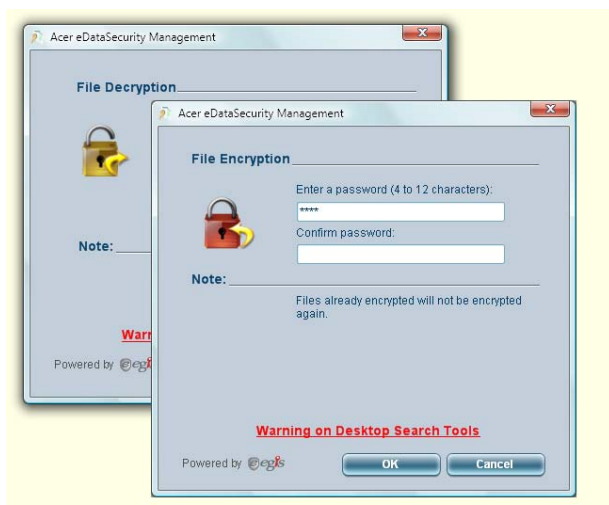 Acer eDataSecurity Management
File Decryption
Note:
Powered by egis
Acer eDataSecurity Management
File Encryption
Enter a password (4 to 12 characters):
****
Confirm password:
Note:
Files already encrypted will not be encrypted
again.
Warning on Desktop Search Tools
Powered by egis
OK
Cancel